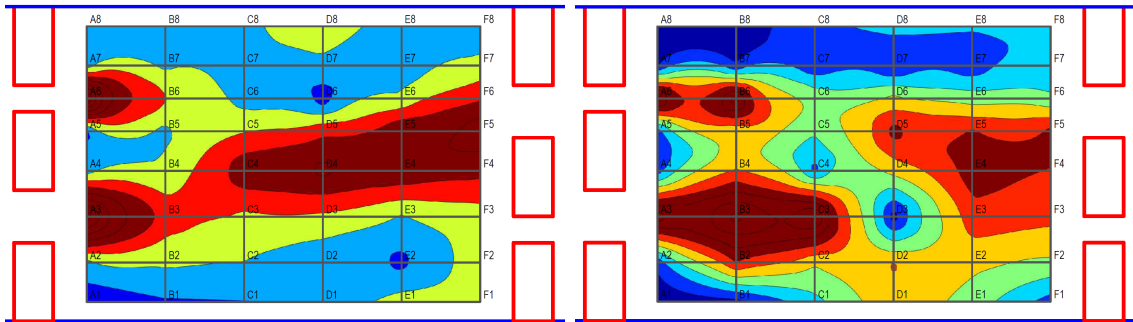 A8 B8 C8 D8 E8 F8
A7 B7 C7 D7 E7 F7
A6 B6 C6 D6 E6 F6
A5 B5 C5 D5 E5 F5
A4 B4 C4 D4 E4 F4
A3 B3 C3 D3 E3 F3
A2 B2 C2 D2 E2 F2
A1 B1 C1 D1 E1 F1
A8 B8 C8 D8 E8 F8
A7 B7 C7 D7 E7 F7
A6 B6 C6 D6 E6 F6
A5 B5 C5 D5 E5 F5
A4 B4 C4 D4 E4 F4
A3 B3 C3 D3 E3 F3
A2 B2 C2 D2 E2 F2
A1 B1 C1 D1 E1 F1